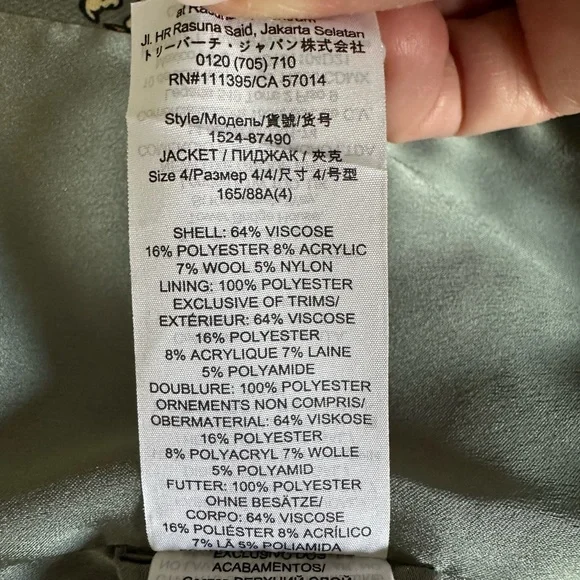 Jl. HR Rasuna Said, Jakarta Selatan
トリーバーチ・ジャパン株式会社
0120 (705) 710
RN#111395/CA 57014
Style/Модель/貨號/货号
1524-87490
JACKET / ПИДЖАК / 夾克
Size 4/Размер 4/4/尺寸 4/号型
165/88A(4)
SHELL: 64% VISCOSE
16% POLYESTER 8% ACRYLIC
7% WOOL 5% NYLON
LINING: 100% POLYESTER
EXCLUSIVE OF TRIMS/
EXTÉRIEUR: 64% VISCOSE
16% POLYESTER
8% ACRYLIQUE 7% LAINE
5% POLYAMIDE
DOUBLURE: 100% POLYESTER
ORNEMENTS NON COMPRIS/
OBERMATERIAL: 64% VISKOSE
16% POLYESTER
8% POLYACRYL 7% WOLLE
5% POLYAMID
FUTTER: 100% POLYESTER
OHNE BESÄTZE/
CORPO: 64% VISCOSE
16% POLIÉSTER 8% ACRÍLICO
7% LÃ 5% POLIAMIDA
ACABAMENTOS/